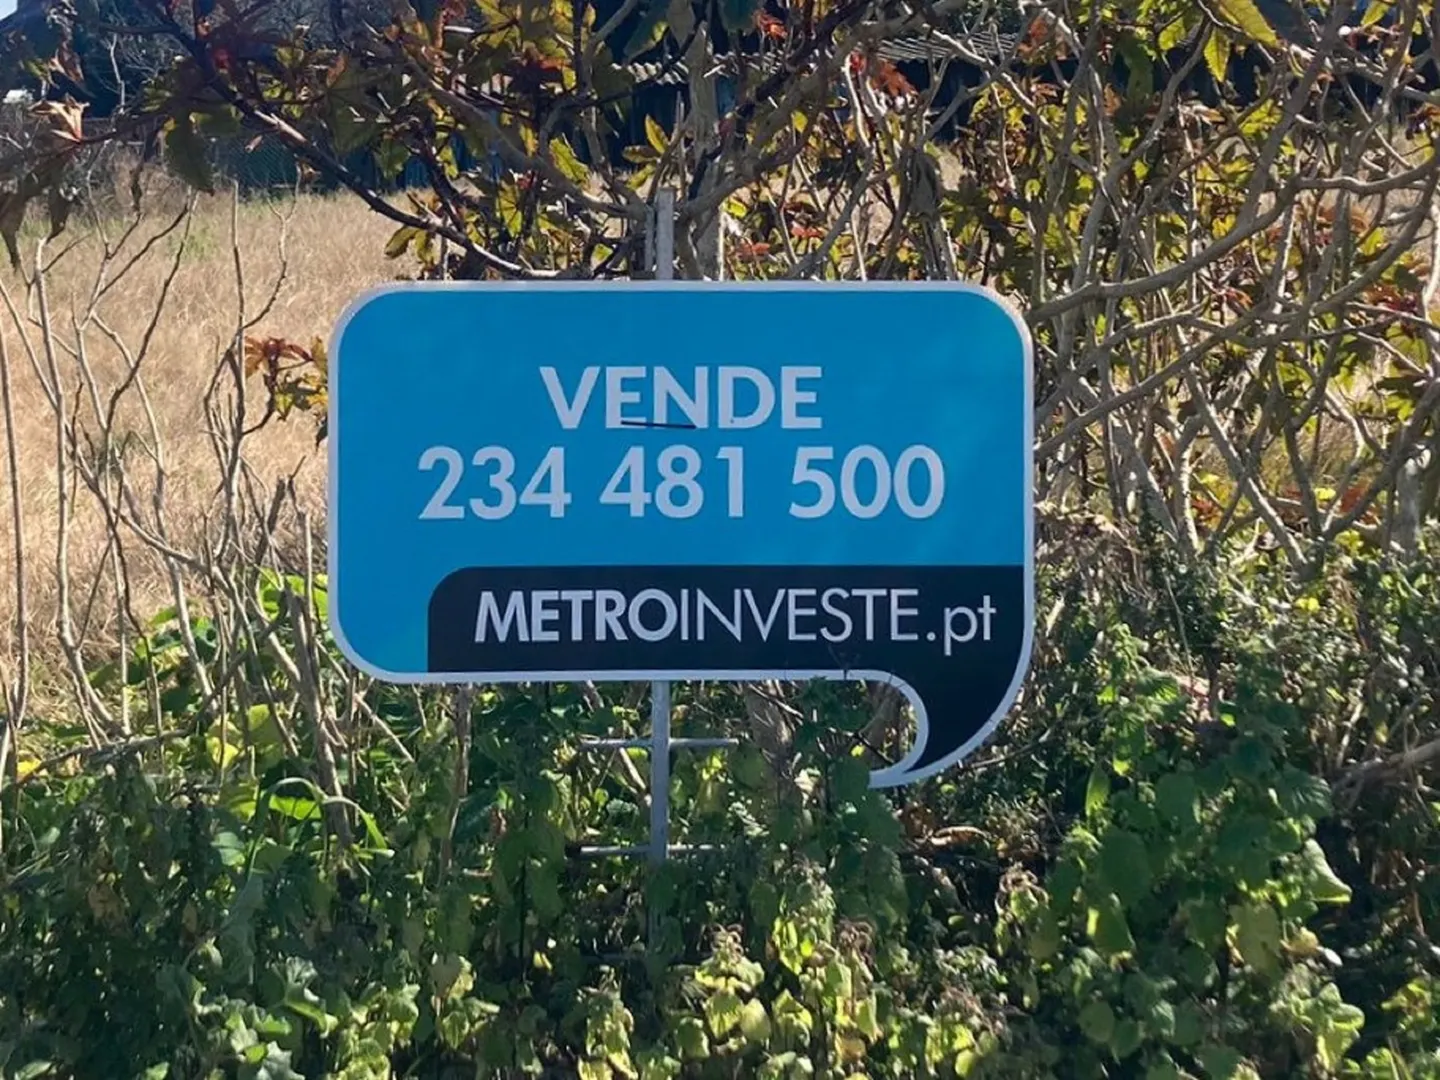 VENDE
234 481 500
METROINVESTE.pt